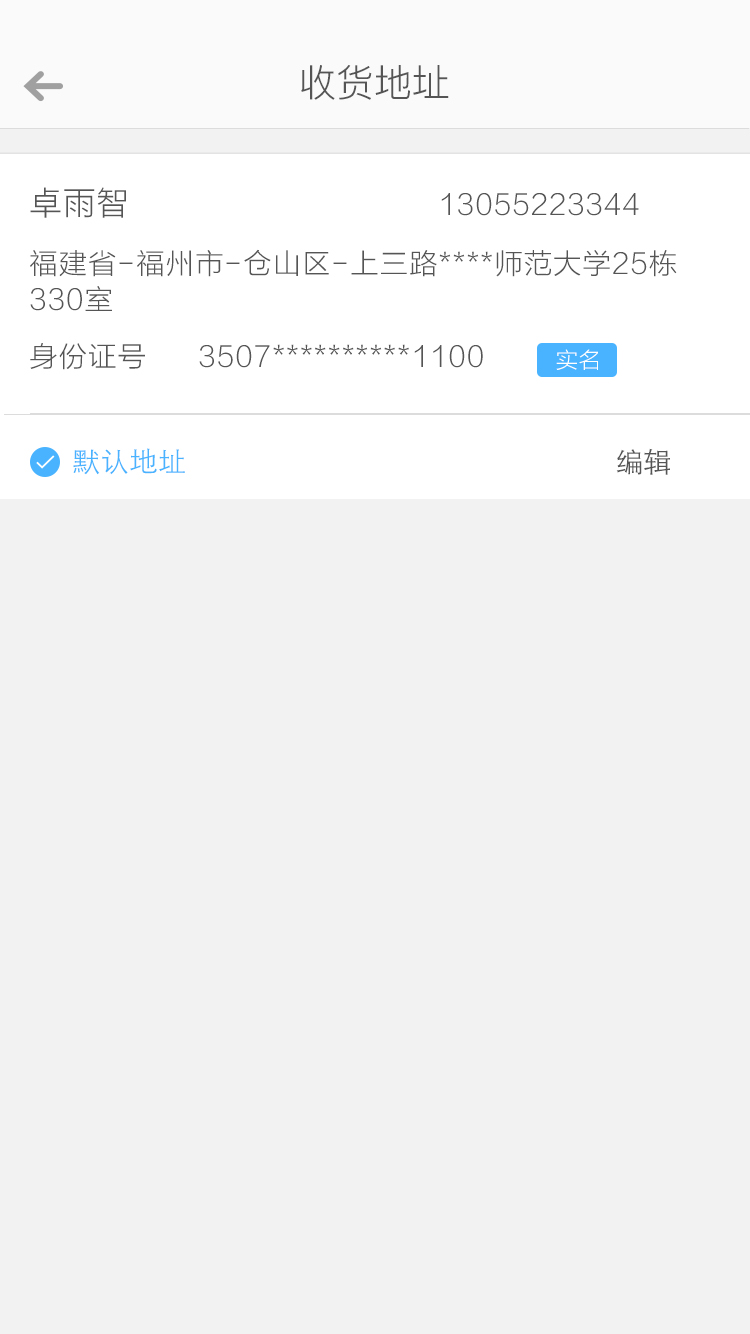 收货地址
卓雨智 13055223344
福建省-福州市-仓山区-上三路****师范大学25栋
330室
身份证号 3507**********1100 实名
默认地址 编辑